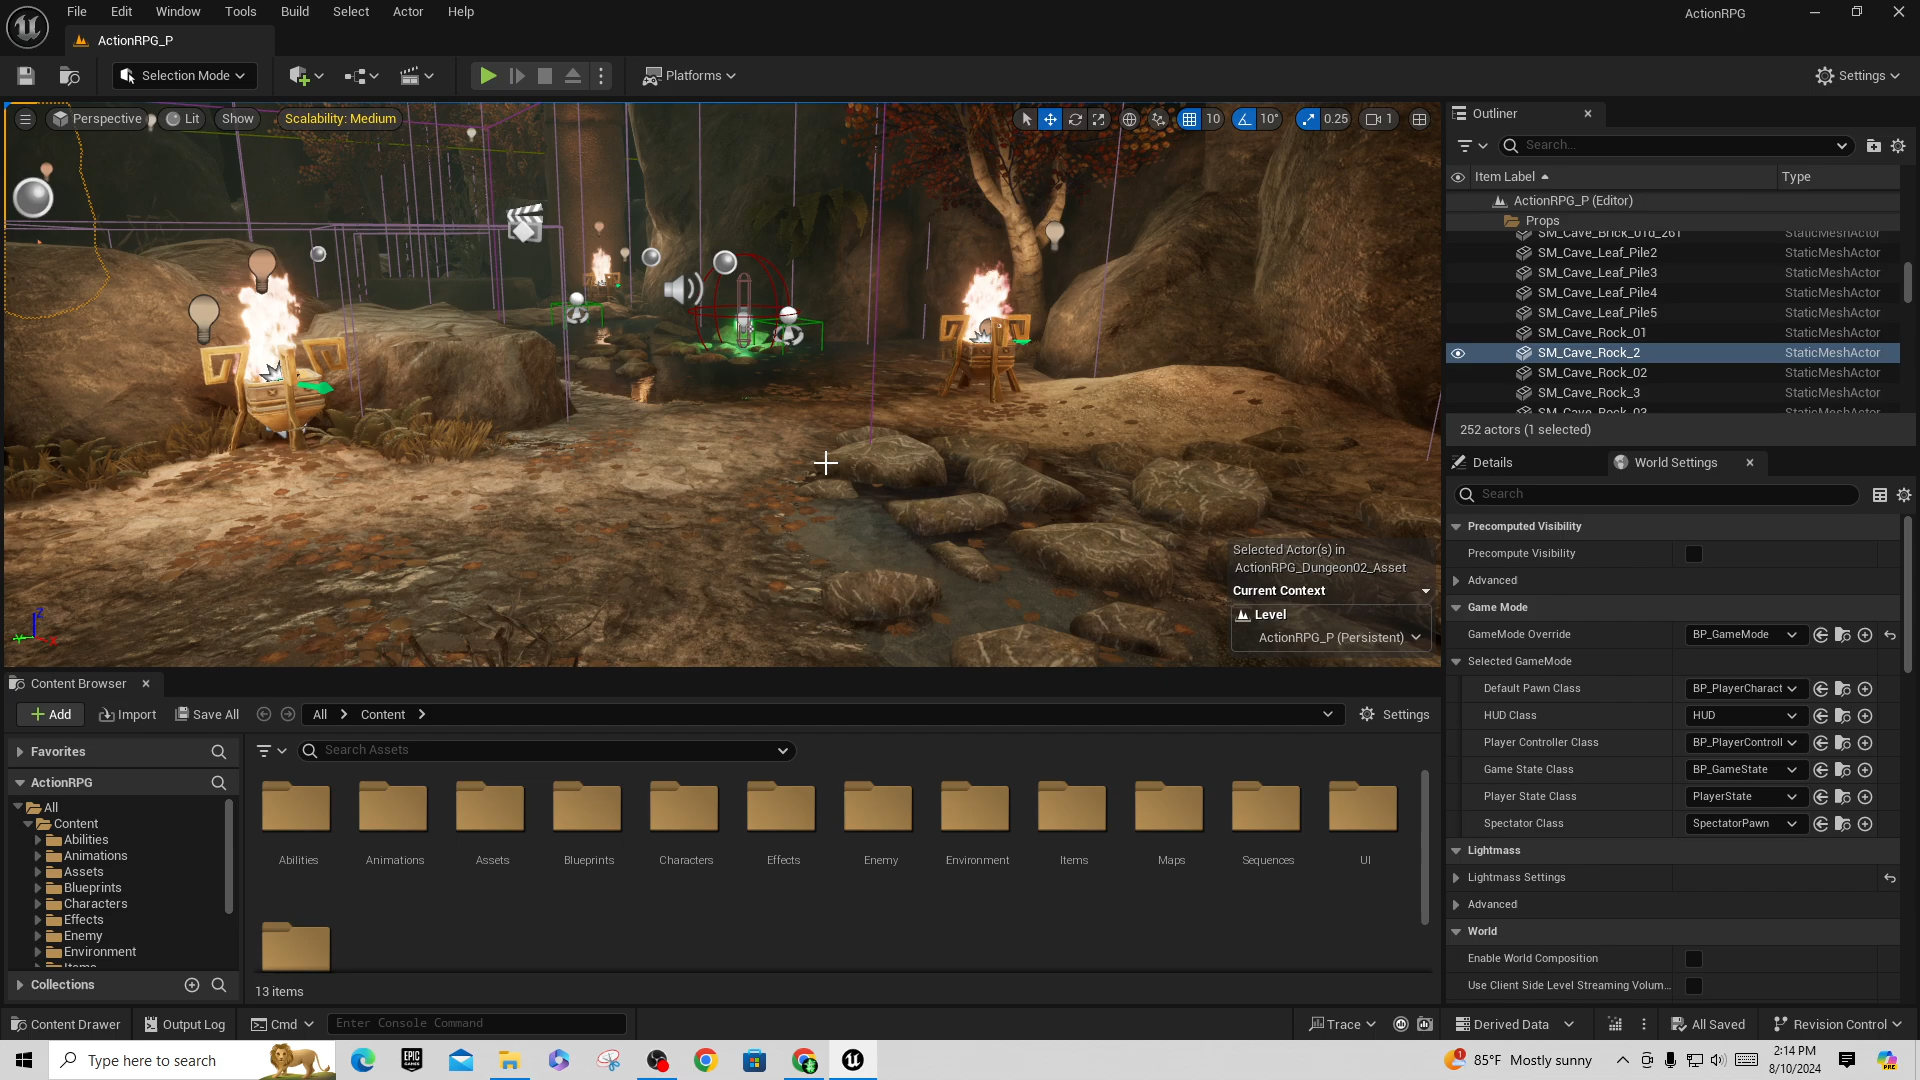 File Edit Window Tools Build Select Actor Help
ActionRPG
ActionRPG_P
Selection Mode
Platforms
Settings
Perspective Lit Show Scalability: Medium
10 10° 0.25 1
Selected Actor(s) in
ActionRPG_Dungeon02_Asset
Current Context
Level
ActionRPG_P (Persistent)
Outliner
Search...
Item Label Type
ActionRPG_P (Editor)
Props
SM_Cave_Brick_01d_261 StaticMeshActor
SM_Cave_Leaf_Pile2 StaticMeshActor
SM_Cave_Leaf_Pile3 StaticMeshActor
SM_Cave_Leaf_Pile4 StaticMeshActor
SM_Cave_Leaf_Pile5 StaticMeshActor
SM_Cave_Rock_01 StaticMeshActor
SM_Cave_Rock_2 StaticMeshActor
SM_Cave_Rock_02 StaticMeshActor
SM_Cave_Rock_3 StaticMeshActor
SM_Cave_Rock_03 StaticMeshActor
252 actors (1 selected)
Details World Settings
Search
Precomputed Visibility
Precompute Visibility
Advanced
Game Mode
GameMode Override BP_GameMode
Selected GameMode
Default Pawn Class BP_PlayerCharact
HUD Class HUD
Player Controller Class BP_PlayerControll
Game State Class BP_GameState
Player State Class PlayerState
Spectator Class SpectatorPawn
Lightmass
Lightmass Settings
Advanced
World
Enable World Composition
Use Client Side Level Streaming Volum...
Content Browser
Add Import Save All All Content Settings
Favorites
Search Assets
ActionRPG
All
Content
Abilities
Animations
Assets
Blueprints
Characters
Effects
Enemy
Environment
Items
Collections
Abilities Animations Assets Blueprints Characters Effects Enemy Environment Items Maps Sequences UI
13 items
Content Drawer Output Log Cmd Enter Console Command Trace Derived Data All Saved Revision Control
Type here to search
EPIC GAMES
1 85°F Mostly sunny
2:14 PM
8/10/2024
PRE